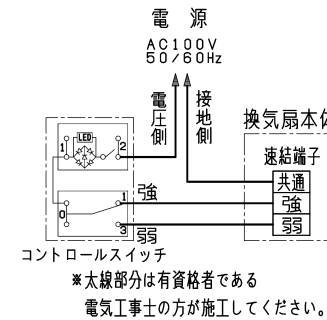 電 源
AC100V
50/60Hz
電圧側
接地側
換気扇本体
速結端子
共通
強
弱
LED
1
2
0
1
3
強
弱
コントロールスイッチ
※太線部分は有資格者である
電気工事士の方が施工してください。